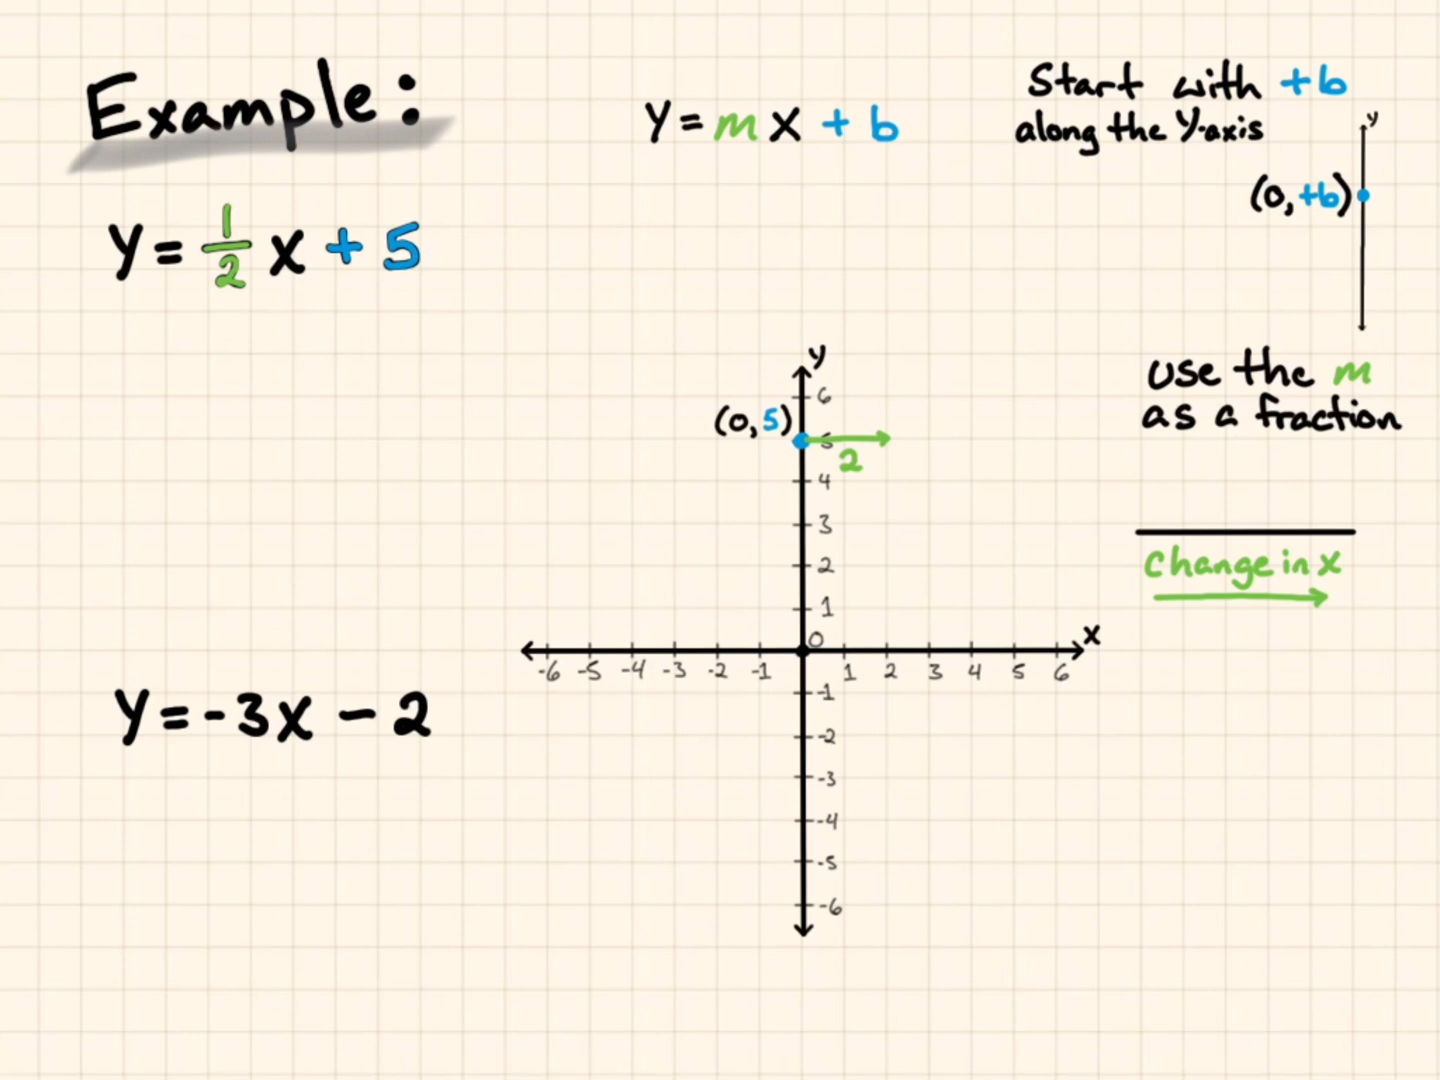 Example:
y = m x + b
Start with + b
along the y-axis
y
(0, +b)
y = 1/2 x + 5
use the m
as a fraction
change in x
y
6
(0, 5)
5
2
4
3
2
1
0
x
-6 -5 -4 -3 -2 -1 1 2 3 4 5 6
-1
-2
-3
-4
-5
-6
y = -3x - 2